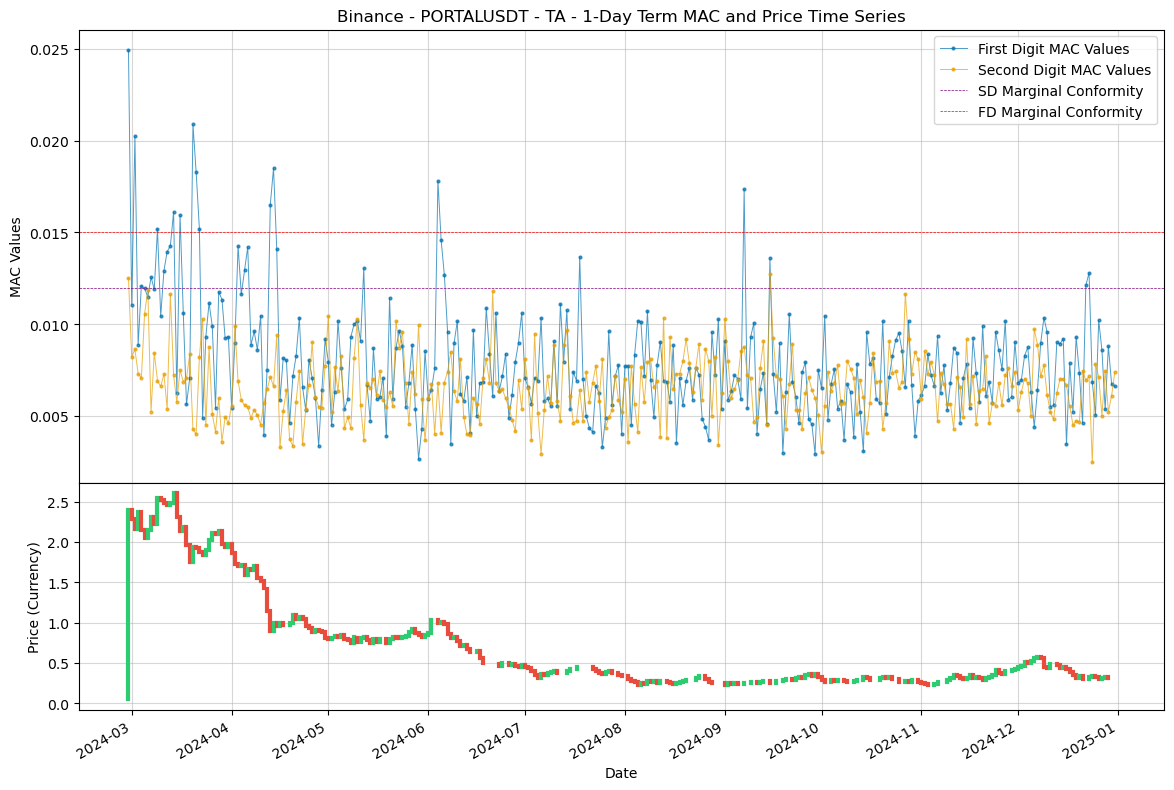 Binance - PORTALUSDT - TA - 1-Day Term MAC and Price Time Series
First Digit MAC Values
Second Digit MAC Values
SD Marginal Conformity
FD Marginal Conformity
MAC Values
0.025
0.020
0.015
0.010
0.005
Price (Currency)
2.5
2.0
1.5
1.0
0.5
0.0
2024-03
2024-04
2024-05
2024-06
2024-07
2024-08
2024-09
2024-10
2024-11
2024-12
2025-01
Date